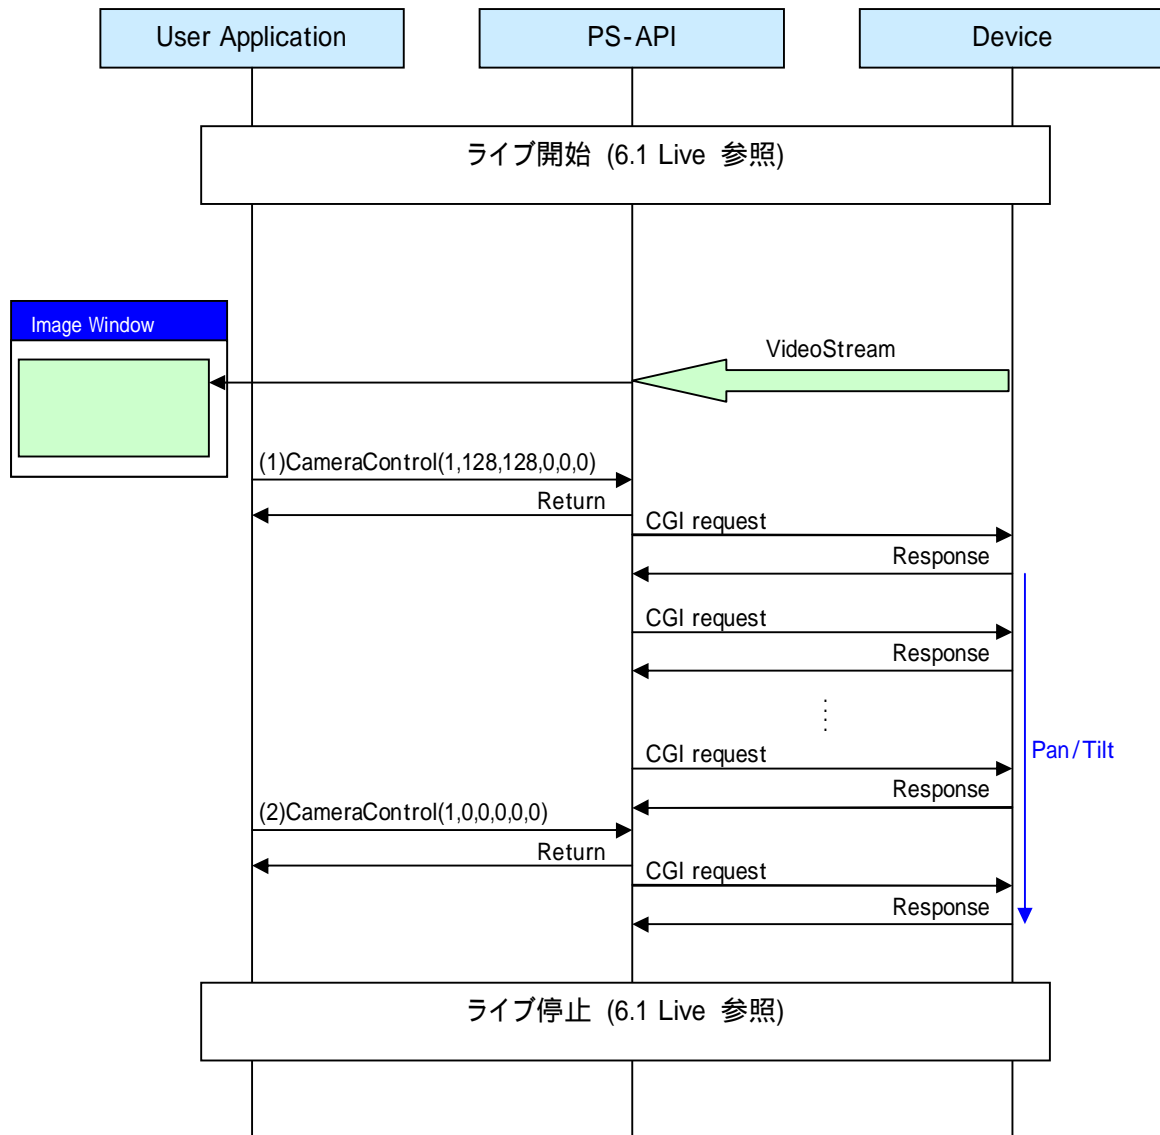 User Application
PS-API
Device
ライブ開始 (6.1 Live 参照)
Image Window
VideoStream
(1)CameraControl(1,128,128,0,0,0)
Return
CGI request
Response
CGI request
Response
CGI request
Pan/Tilt
Response
(2)CameraControl(1,0,0,0,0,0)
Return
CGI request
Response
ライブ停止 (6.1 Live 参照)